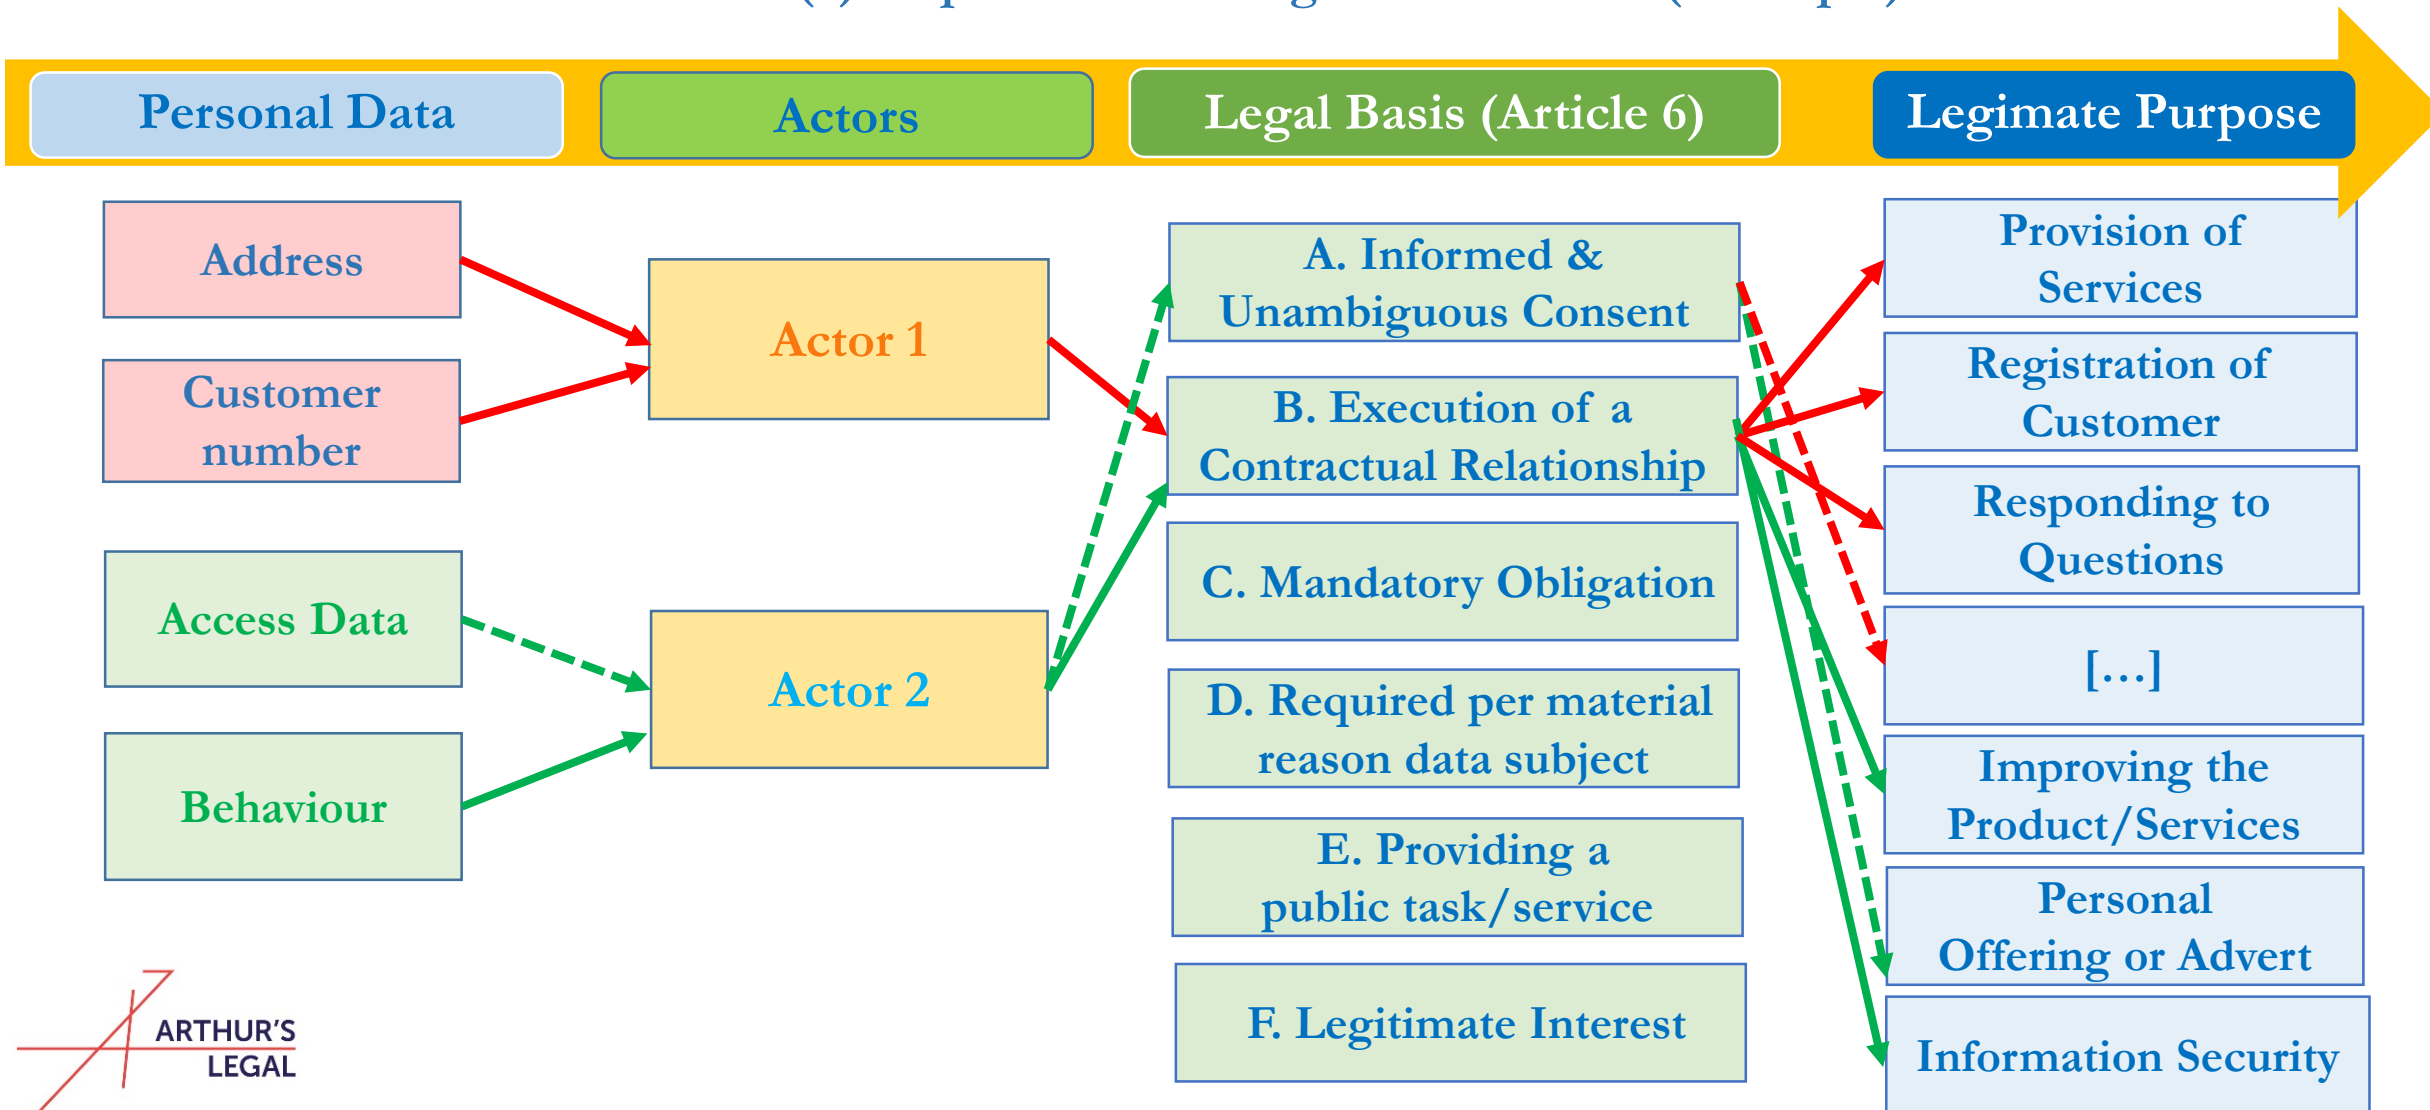 Personal Data
Actors
Legal Basis (Article 6)
Legimate Purpose
Address
Customer
number
Access Data
Behaviour
Actor 1
Actor 2
A. Informed &
Unambiguous Consent
B. Execution of a
Contractual Relationship
C. Mandatory Obligation
D. Required per material
reason data subject
E. Providing a
public task/service
F. Legitimate Interest
Provision of
Services
Registration of
Customer
Responding to
Questions
[…]
Improving the
Product/Services
Personal
Offering or Advert
Information Security
ARTHUR'S
LEGAL